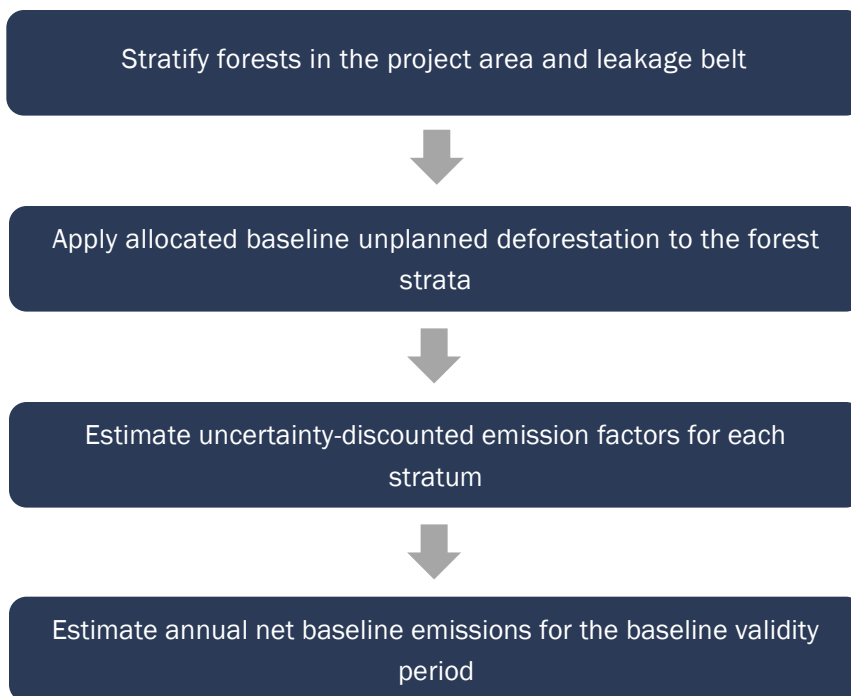 Stratify forests in the project area and leakage belt
Apply allocated baseline unplanned deforestation to the forest
strata
Estimate uncertainty-discounted emission factors for each
stratum
Estimate annual net baseline emissions for the baseline validity
period